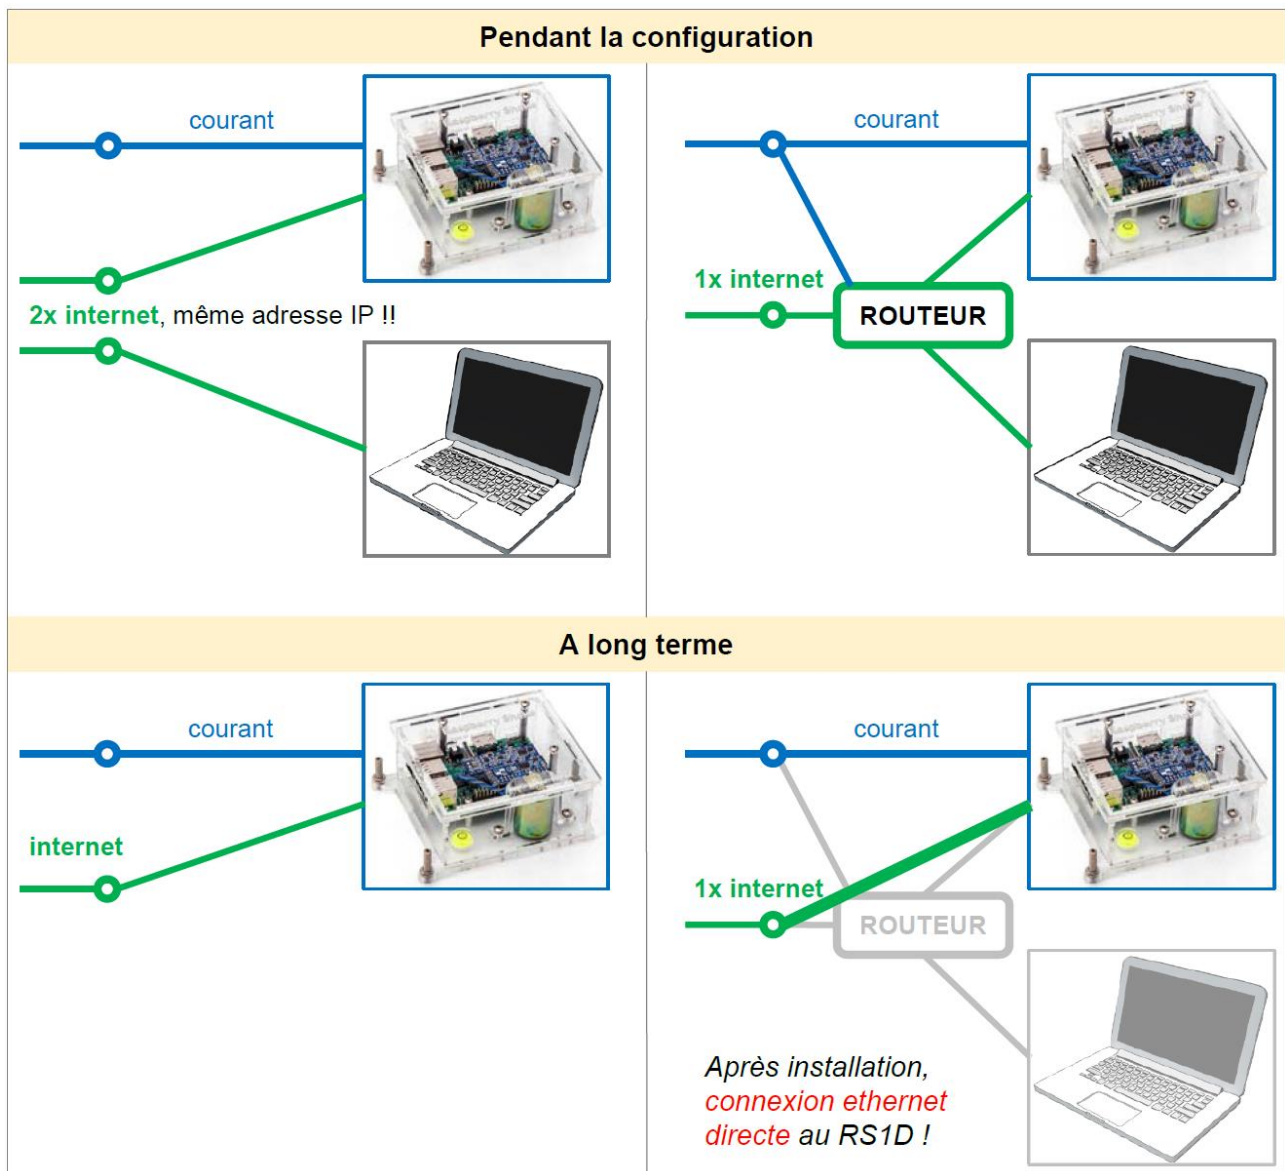 Pendant la configuration
courant
2x internet, même adresse IP !!
courant
1x internet
ROUTEUR
A long terme
courant
internet
courant
1x internet
ROUTEUR
Après installation,
connexion ethernet
directe au RS1D !